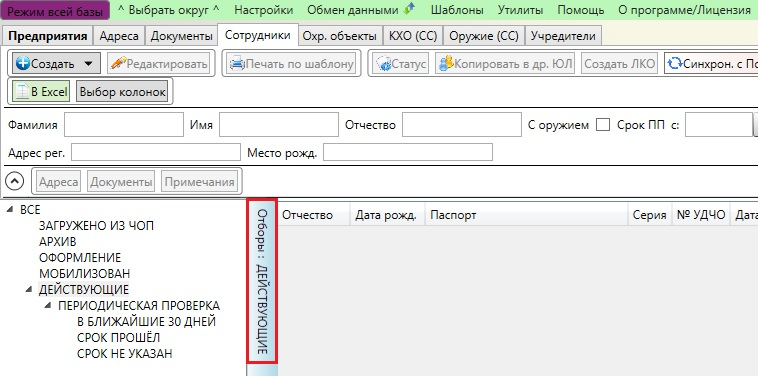 Режим всей базы ^ Выбрать округ ^ Настройки Обмен данными Шаблоны Утилиты Помощь О программе/Лицензия
Предприятия Адреса Документы Сотрудники Охр. объекты КХО (СС) Оружие (СС) Учредители
Создать Редактировать Печать по шаблону Статус Копировать в др. ЮЛ Создать ЛКО Синхрон. с По
В Excel Выбор колонок
Фамилия Имя Отчество С оружием Срок ПП с:
Адрес рег. Место рожд.
Адреса Документы Примечания
Отборы : ДЕЙСТВУЮЩИЕ
Отчество Дата рожд. Паспорт Серия № УДЧО Дата
ВСЕ
ЗАГРУЖЕНО ИЗ ЧОП
АРХИВ
ОФОРМЛЕНИЕ
МОБИЛИЗОВАН
ДЕЙСТВУЮЩИЕ
ПЕРИОДИЧЕСКАЯ ПРОВЕРКА
В БЛИЖАЙШИЕ 30 ДНЕЙ
СРОК ПРОШЁЛ
СРОК НЕ УКАЗАН